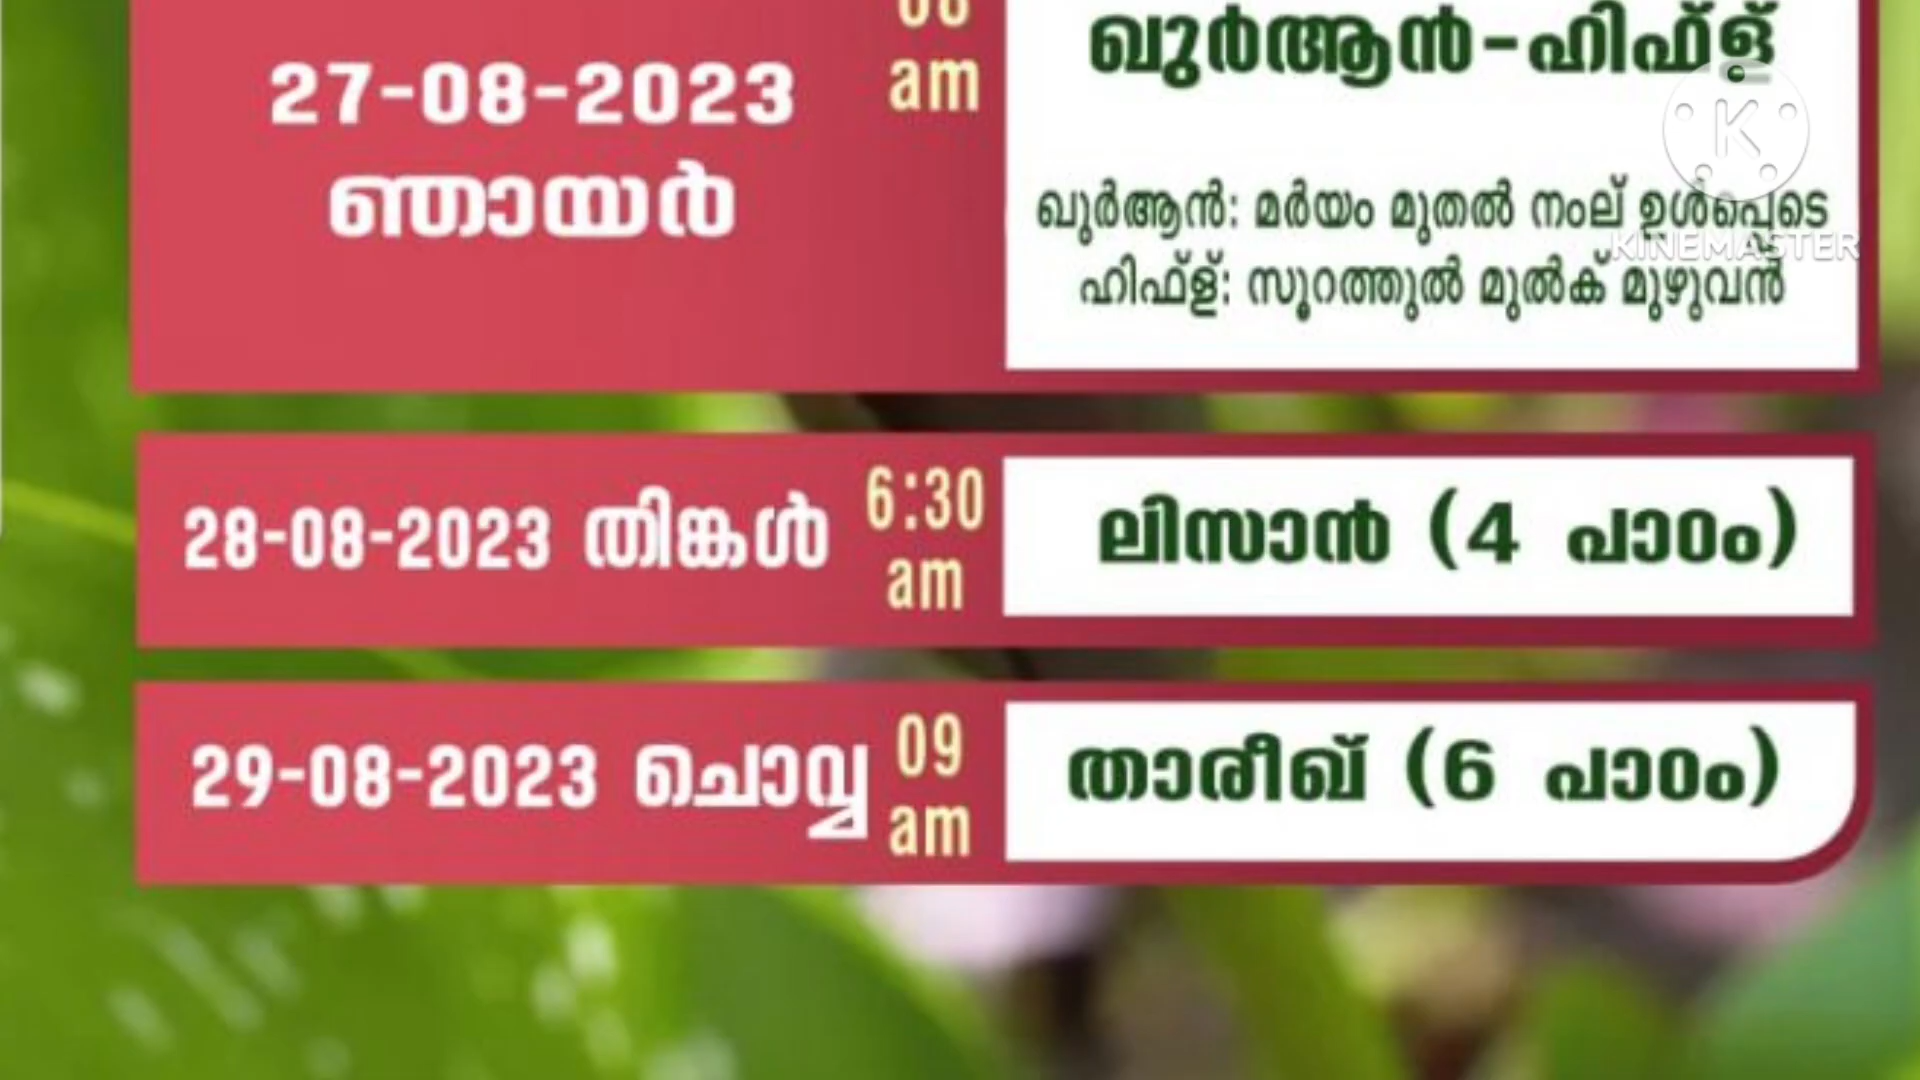 27-08-2023
ഞായർ
am
ഖുർആൻ-ഹിഫ്ള്
ഖുർആൻ: മർയം മുതൽ നംല് ഉൾപ്പെടെ
ഹിഫ്ള്: സൂറത്തുൽ മുൽക് മുഴുവൻ
K
KINEMASTER
28-08-2023 തിങ്കൾ
6:30
am
ലിസാൻ (4 പാഠം)
29-08-2023 ചൊവ്വ
09
am
താരീഖ് (6 പാഠം)